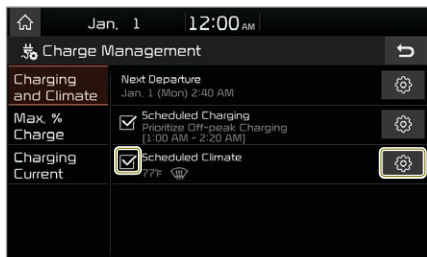 Jan. 1 12:00 AM
Charge Management
Charging and Climate
Next Departure
Jan. 1 (Mon) 2:40 AM
Max. % Charge
Scheduled Charging
Prioritize Off-peak Charging
[1:00 AM - 2:20 AM]
Charging Current
Scheduled Climate
77°F